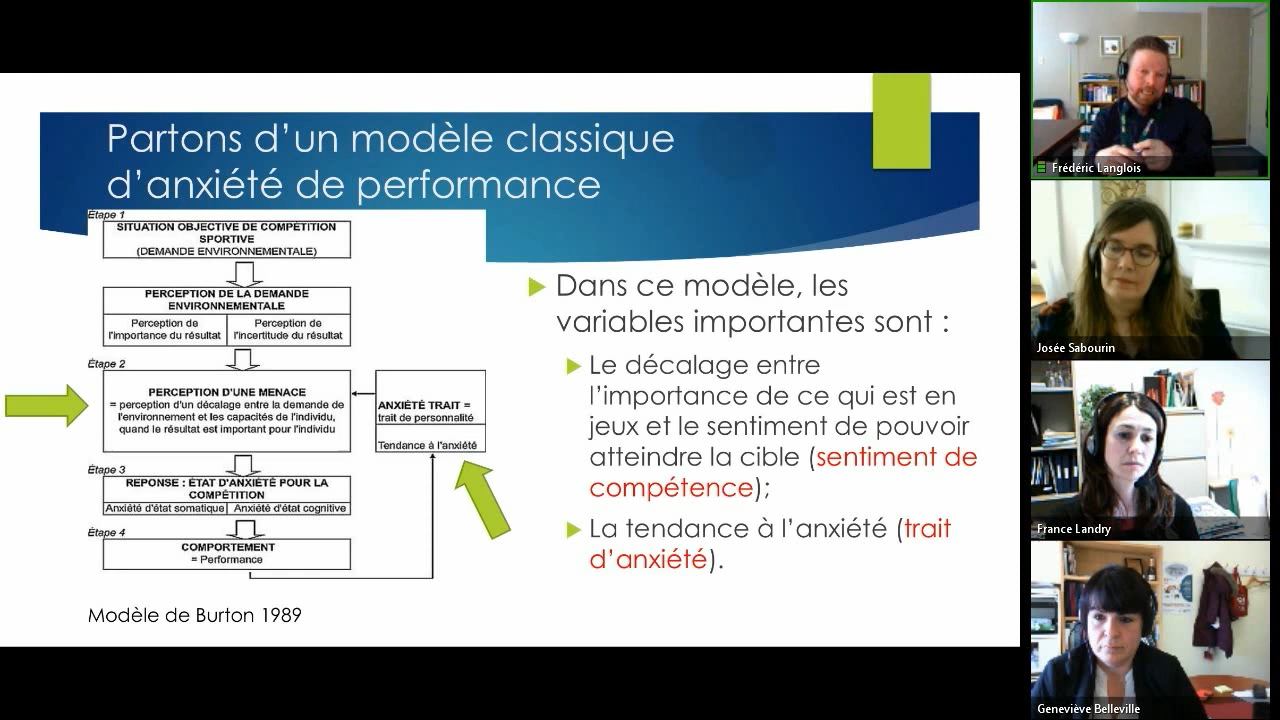 Partons d'un modèle classique
d'anxiété de performance
Étape 1
SITUATION OBJECTIVE DE COMPÉTITION
SPORTIVE
(DEMANDE ENVIRONNEMENTALE)
PERCEPTION DE LA DEMANDE
ENVIRONNEMENTALE
Perception de
l'importance du résultat
Perception de
l'incertitude du résultat
Étape 2
PERCEPTION D'UNE MENACE
= perception d'un décalage entre la demande de
l'environnement et les capacités de l'individu,
quand le résultat est important pour l'individu
ANXIÉTÉ TRAIT =
trait de personnalité
Tendance à l'anxiété
Étape 3
REPONSE : ÉTAT D'ANXIÉTÉ POUR LA
COMPÉTITION
Anxiété d'état somatique
Anxiété d'état cognitive
Étape 4
COMPORTEMENT
= Performance
Modèle de Burton 1989
Dans ce modèle, les
variables importantes sont :
Le décalage entre
l'importance de ce qui est en
jeux et le sentiment de pouvoir
atteindre la cible (sentiment de
compétence);
La tendance à l'anxiété (trait
d'anxiété).
Frédéric Langlois
Josée Sabourin
France Landry
Geneviève Belleville